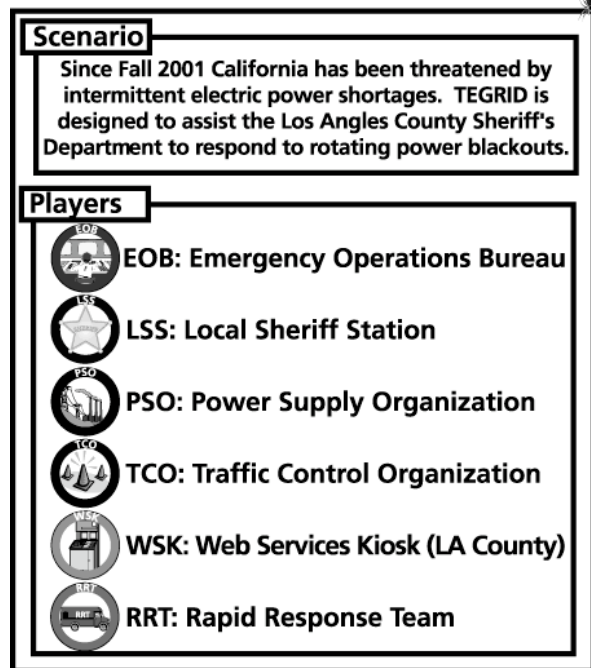 Scenario
Since Fall 2001 California has been threatened by
intermittent electric power shortages. TEGRID is
designed to assist the Los Angles County Sheriff's
Department to respond to rotating power blackouts.
Players
EOB
EOB: Emergency Operations Bureau
LSS
LSS: Local Sheriff Station
PSO
PSO: Power Supply Organization
TCO
TCO: Traffic Control Organization
WSK
WSK: Web Services Kiosk (LA County)
RRT
RRT
RRT: Rapid Response Team